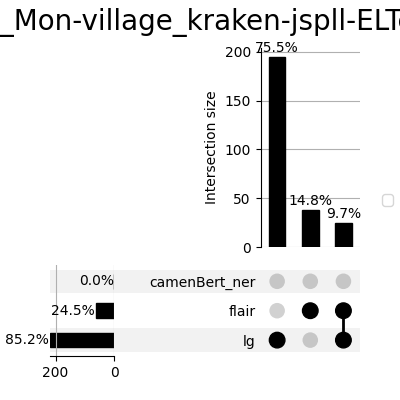 _Mon-village_kraken-jspll-ELTe
75.5%
200
150
100
50
0
Intersection size
14.8%
9.7%
0.0%
camenBert_ner
24.5%
flair
85.2%
lg
200
0